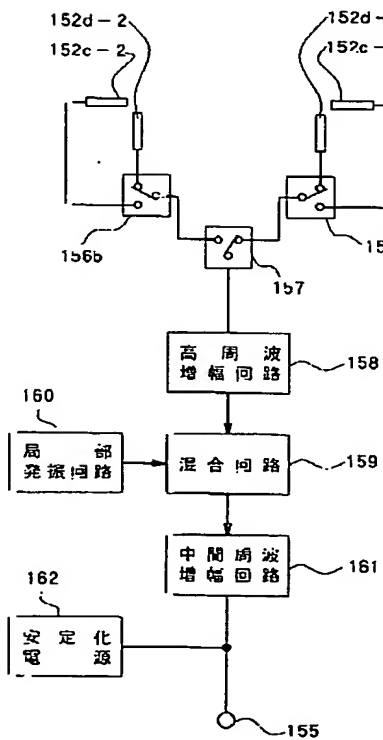 152d-2
152c-2
152d-
152c-
156b
15
157
高周波
増幅回路
158
160
局部
発振回路
混合回路
159
中間周波
増幅回路
161
162
安定化
電源
155